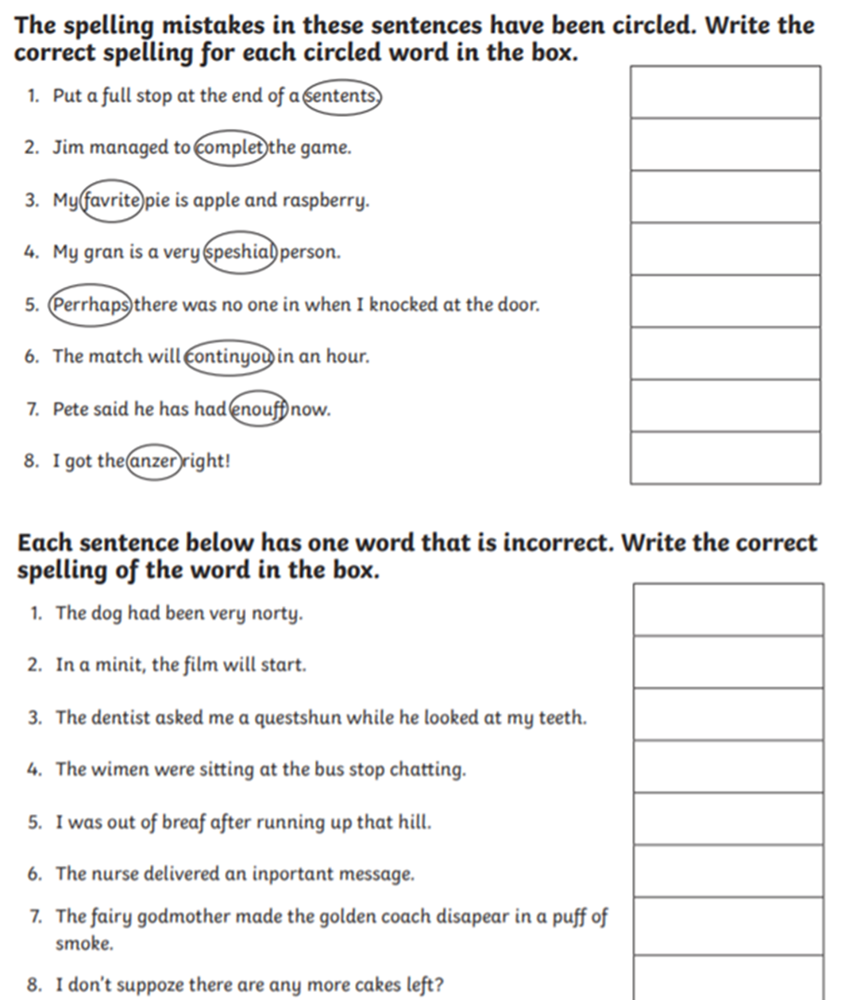 The spelling mistakes in these sentences have been circled. Write the
correct spelling for each circled word in the box.
1. Put a full stop at the end of a sentents.
2. Jim managed to complet the game.
3. My favrite pie is apple and raspberry.
4. My gran is a very speshial person.
5. Perrhaps there was no one in when I knocked at the door.
6. The match will continyou in an hour.
7. Pete said he has had enouff now.
8. I got the anzer right!
Each sentence below has one word that is incorrect. Write the correct
spelling of the word in the box.
1. The dog had been very norty.
2. In a minit, the film will start.
3. The dentist asked me a questshun while he looked at my teeth.
4. The wimen were sitting at the bus stop chatting.
5. I was out of breaf after running up that hill.
6. The nurse delivered an inportant message.
7. The fairy godmother made the golden coach disapear in a puff of
smoke.
8. I don't suppoze there are any more cakes left?